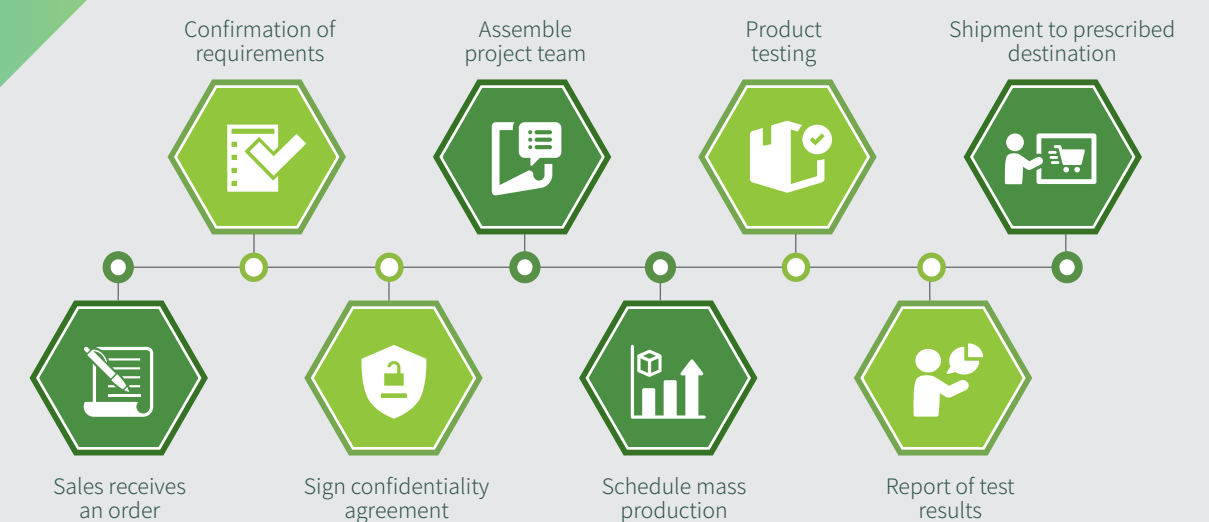 Confirmation of
requirements
Assemble
project team
Product
testing
Shipment to prescribed
destination
Sales receives
an order
Sign confidentiality
agreement
Schedule mass
production
Report of test
results